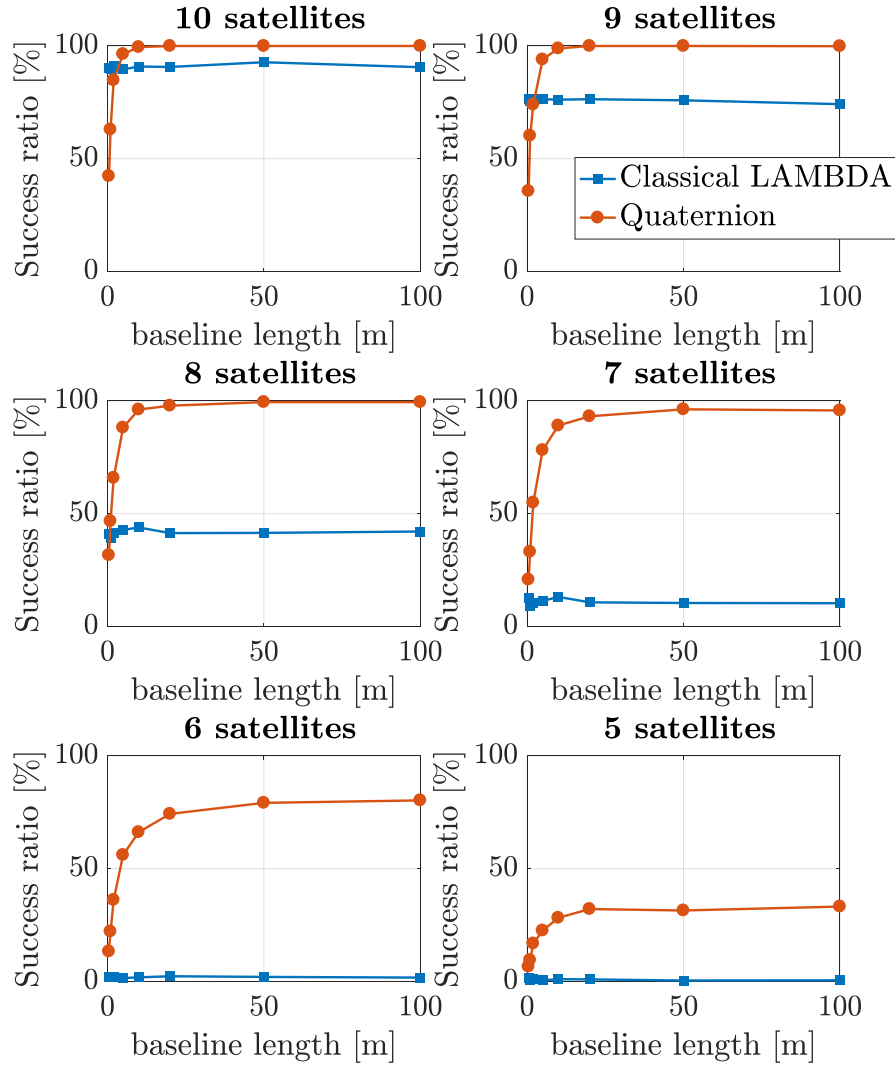 10 satellites
Success ratio [%]
100
50
0
0 50 100
baseline length [m]
9 satellites
Success ratio [%]
100
50
0
0 50 100
baseline length [m]
Classical LAMBDA
Quaternion
8 satellites
Success ratio [%]
100
50
0
0 50 100
baseline length [m]
7 satellites
Success ratio [%]
100
50
0
0 50 100
baseline length [m]
6 satellites
Success ratio [%]
100
50
0
0 50 100
baseline length [m]
5 satellites
Success ratio [%]
100
50
0
0 50 100
baseline length [m]